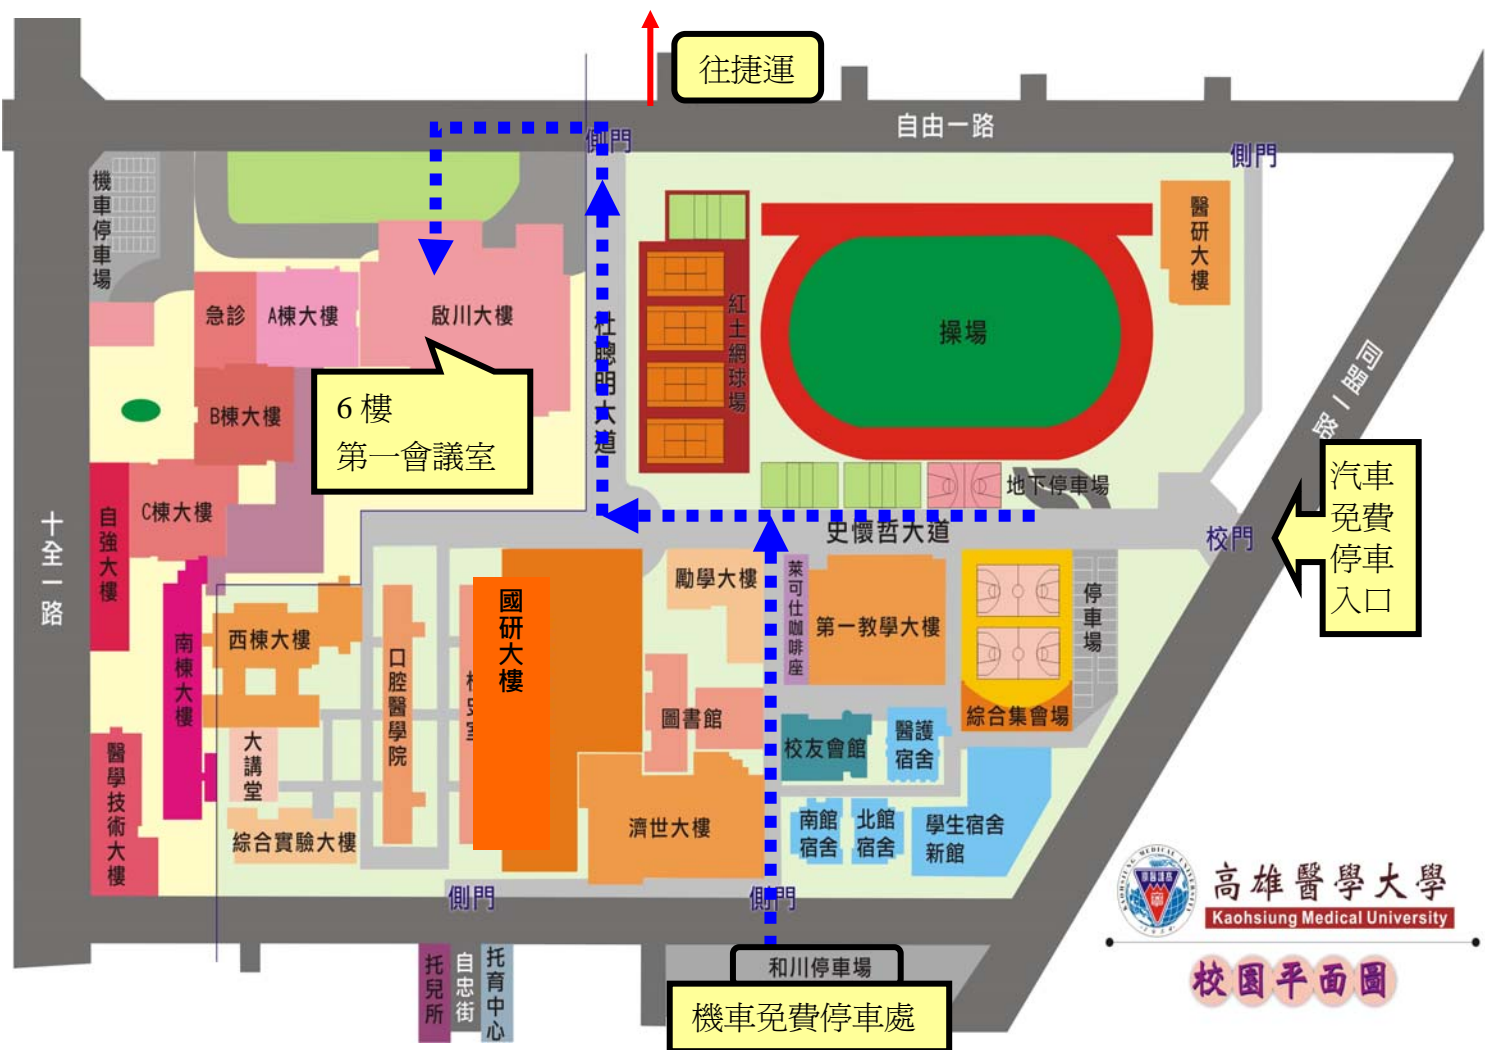 往捷運
自由一路
側門
側門
機車停車場
醫研大樓
急診
A棟大樓
啟川大樓
杜聰明大道
紅土網球場
操場
同盟一路
6 樓
第一會議室
B棟大樓
汽車
免費
停車
入口
地下停車場
十全一路
自強大樓
C棟大樓
史懷哲大道
校門
國研大樓
勵學大樓
萊可仕咖啡座
第一教學大樓
停車場
南棟大樓
西棟大樓
口腔醫學院
校史室
圖書館
綜合集會場
校友會館
醫護
宿舍
大講堂
醫學技術大樓
綜合實驗大樓
濟世大樓
南館
宿舍
北館
宿舍
學生宿舍
新館
側門
側門
高雄醫學大學
Kaohsiung Medical University
校園平面圖
托兒所
自忠街
托育中心
和川停車場
機車免費停車處